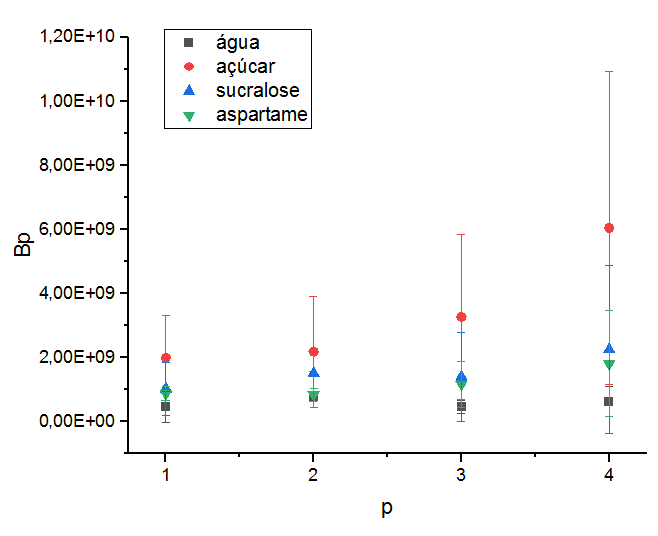 água
açúcar
sucralose
aspartame
1,20E+10
1,00E+10
8,00E+09
6,00E+09
4,00E+09
2,00E+09
0,00E+00
Bp
1 2 3 4
p